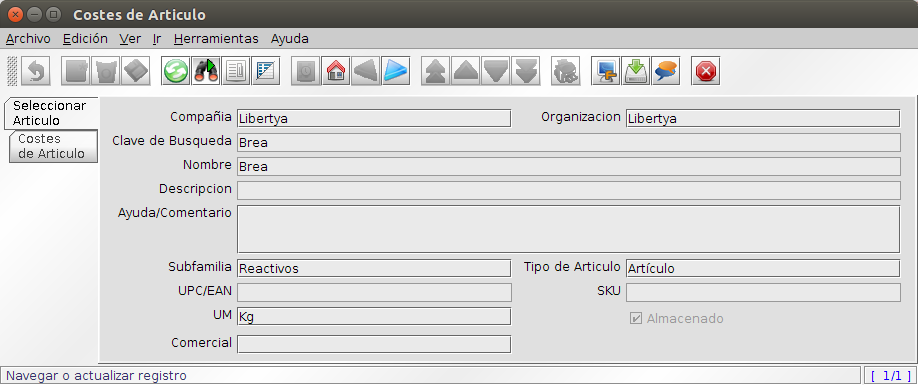 Costes de Articulo
Archivo Edición Ver Ir Herramientas Ayuda
Seleccionar
Articulo
Costes
de Articulo
Compañia Libertya Organizacion Libertya
Clave de Busqueda Brea
Nombre Brea
Descripcion
Ayuda/Comentario
Subfamilia Reactivos Tipo de Articulo Artículo
UPC/EAN SKU
UM Kg Almacenado
Comercial
Navegar o actualizar registro [ 1/1 ]